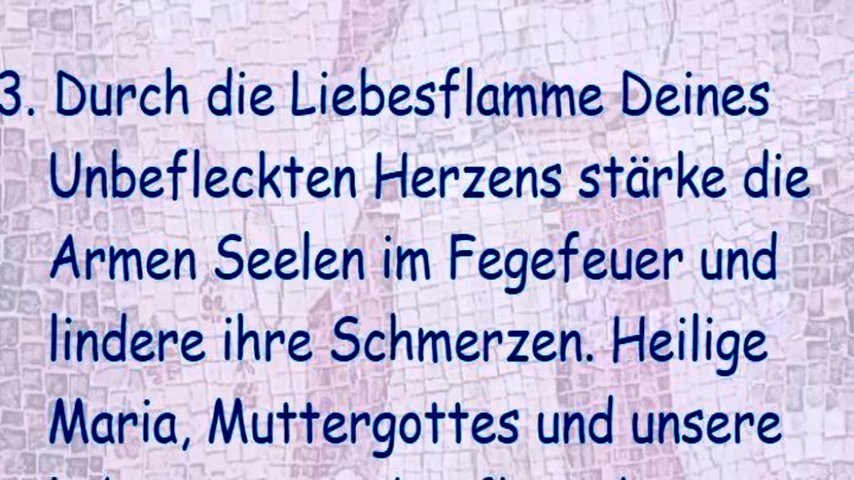 3. Durch die Liebesflamme Deines
Unbefleckten Herzens stärke die
Armen Seelen im Fegefeuer und
lindere ihre Schmerzen. Heilige
Maria, Muttergottes und unsere